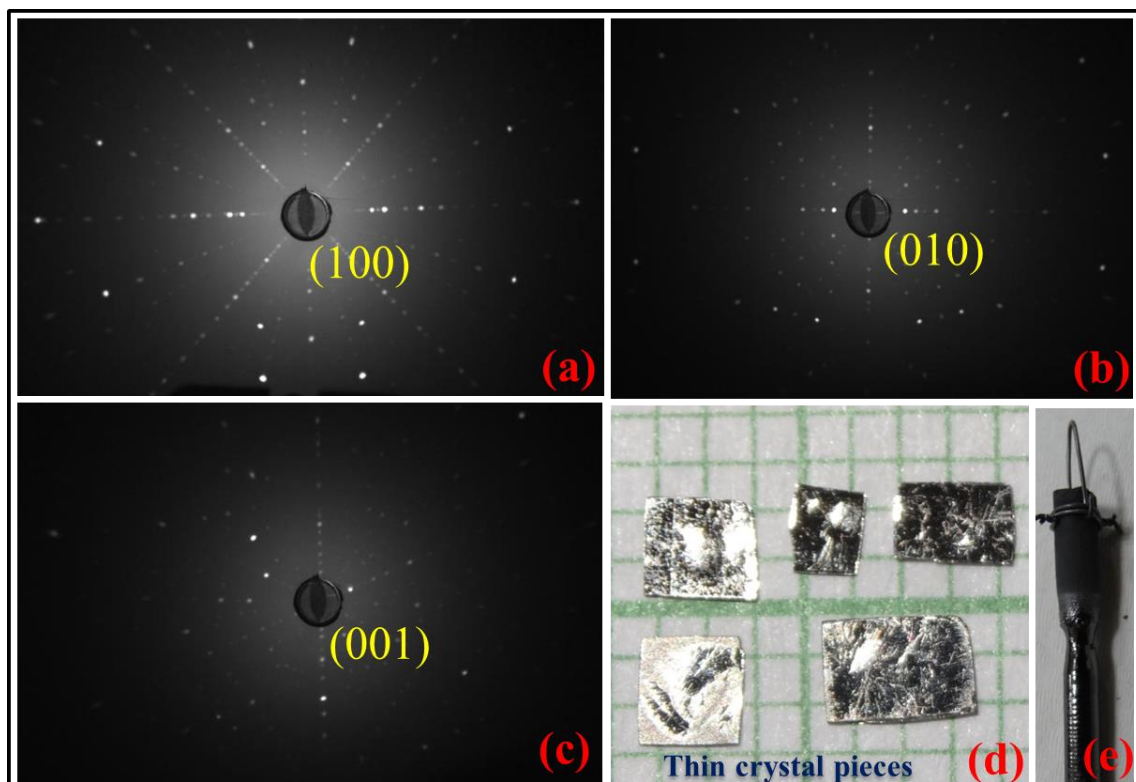 (100)
(a)
(010)
(b)
(001)
(c)
Thin crystal pieces
(d)
(e)